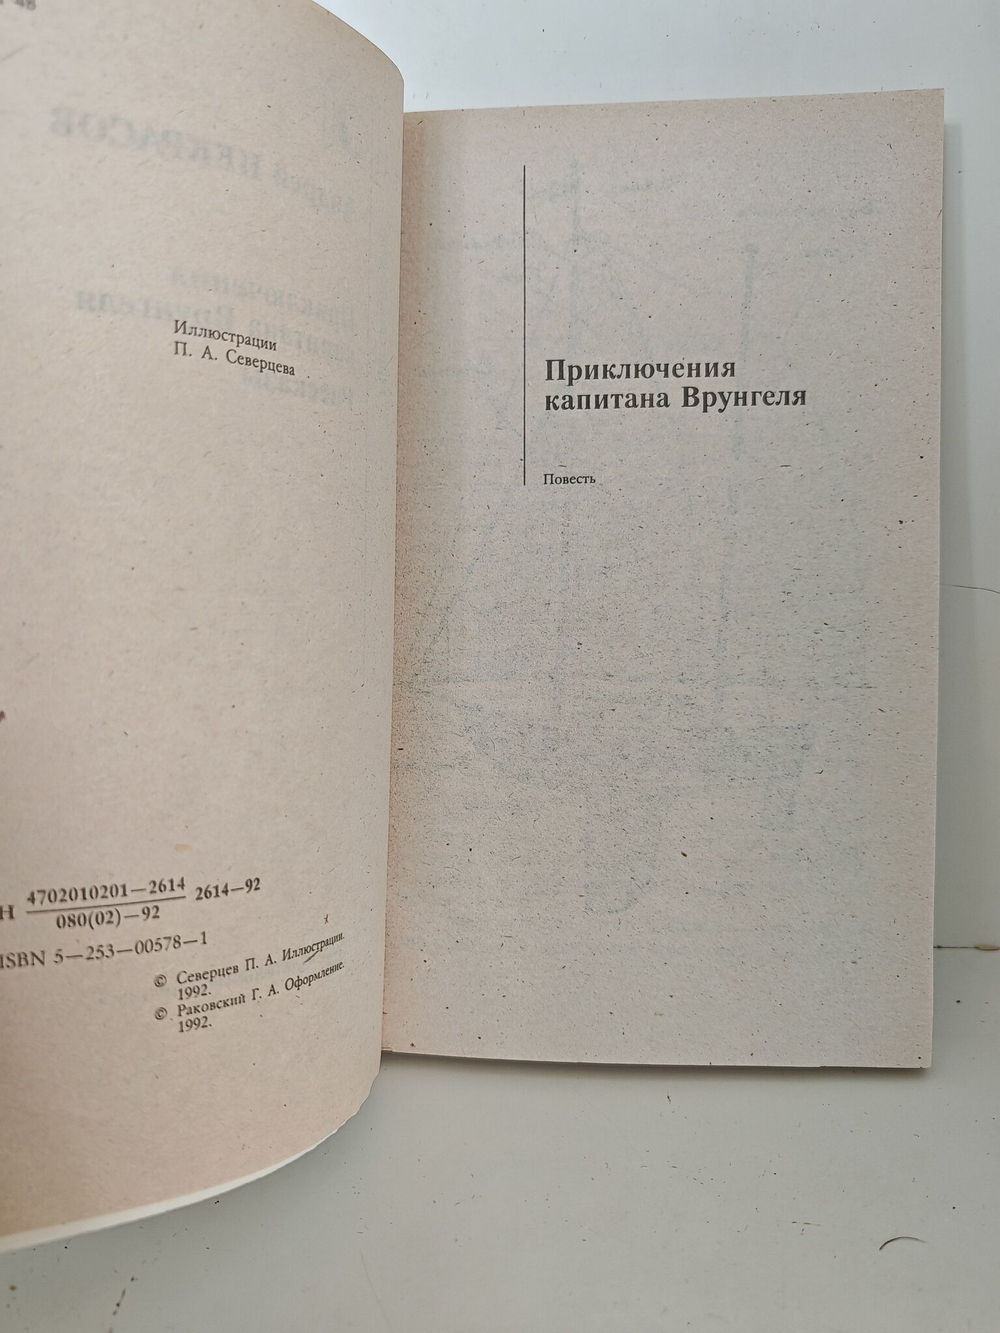 48
Иллюстрации
П. А. Северцева
Н 4702010201—2614 2614—92
080(02)—92
ISBN 5—253—00578—1
© Северцев П. А. Иллюстрации.
1992.
© Раковский Г. А. Оформление.
1992.
Приключения
капитана Врунгеля
Повесть